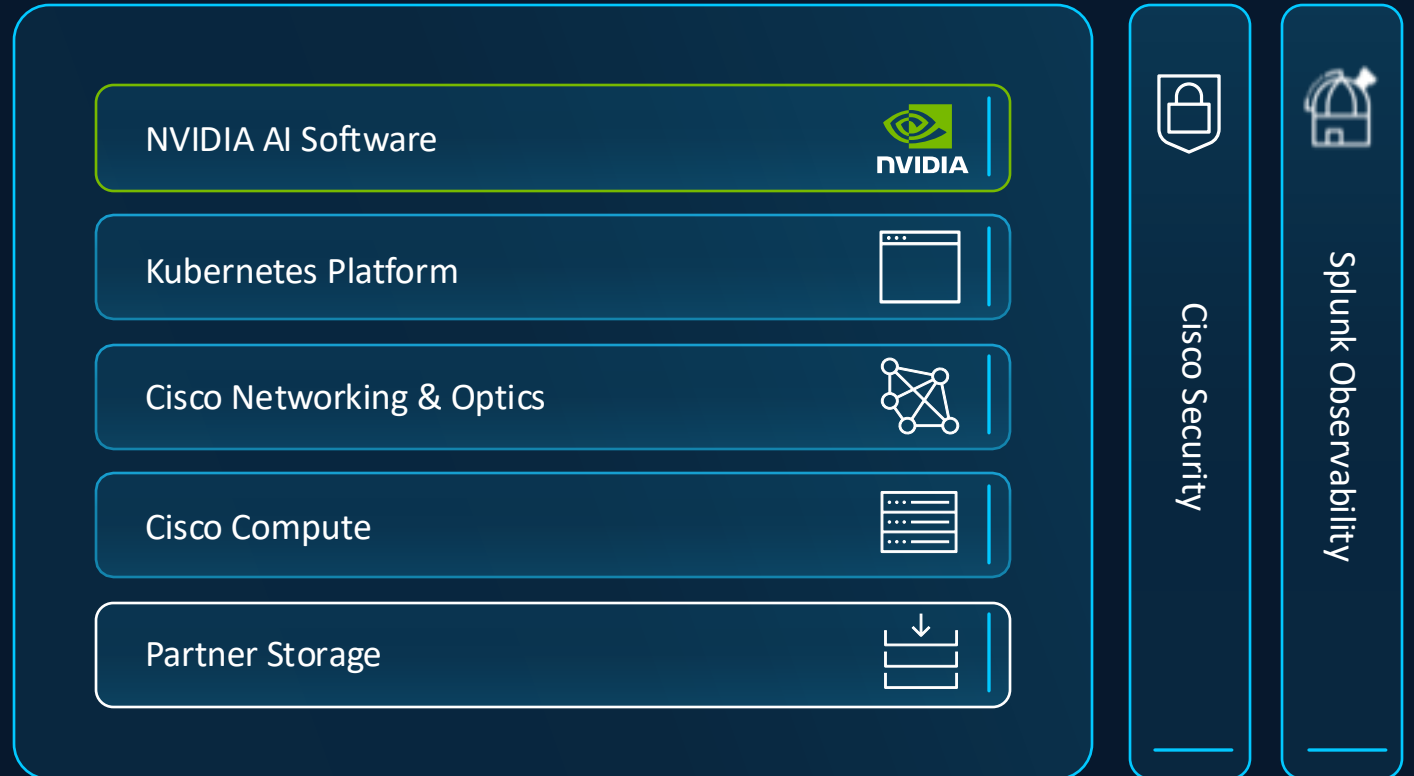 NVIDIA AI Software
NVIDIA
Kubernetes Platform
Cisco Networking & Optics
Cisco Compute
Partner Storage
Cisco Security
Splunk Observability